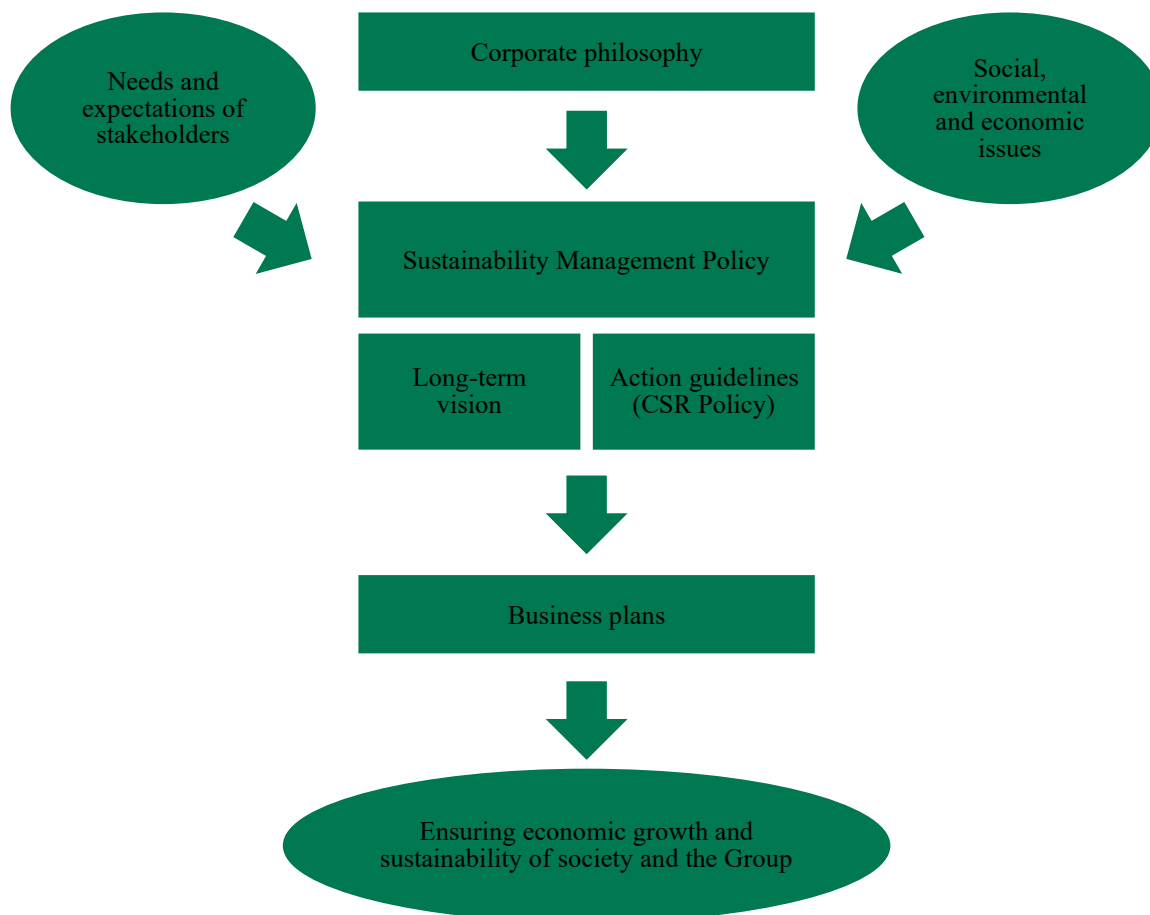 Corporate philosophy
Needs and
expectations of
stakeholders
Social,
environmental
and economic
issues
Sustainability Management Policy
Long-term
vision
Action guidelines
(CSR Policy)
Business plans
Ensuring economic growth and
sustainability of society and the Group